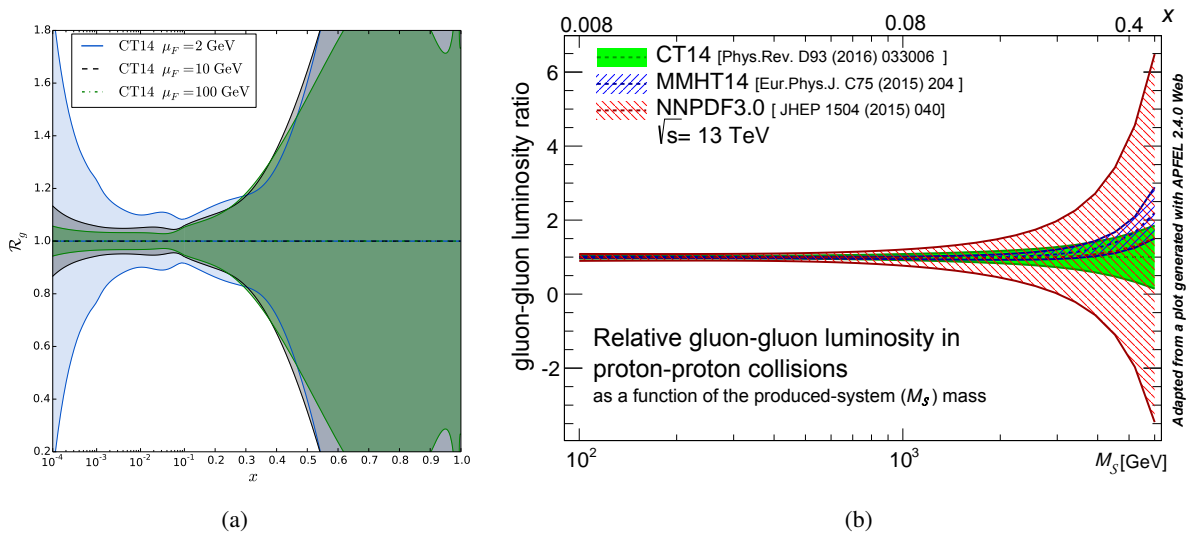 1.8
1.6
1.4
1.2
1.0
0.8
0.6
0.4
0.2
R_g
CT14 μ_F = 2 GeV
CT14 μ_F = 10 GeV
CT14 μ_F = 100 GeV
10⁻⁴ 10⁻³ 10⁻² 10⁻¹ 0.2 0.3 0.4 0.5 0.6 0.7 0.8 0.9 1.0
x
(a)
0.008 0.08 0.4 x
CT14 [Phys.Rev. D93 (2016) 033006 ]
MMHT14 [Eur.Phys.J. C75 (2015) 204 ]
NNPDF3.0 [ JHEP 1504 (2015) 040]
√s= 13 TeV
gluon-gluon luminosity ratio
6
4
2
0
-2
Relative gluon-gluon luminosity in
proton-proton collisions
as a function of the produced-system (M_S) mass
10² 10³ M_S[GeV]
Adapted from a plot generated with APFEL 2.4.0 Web
(b)